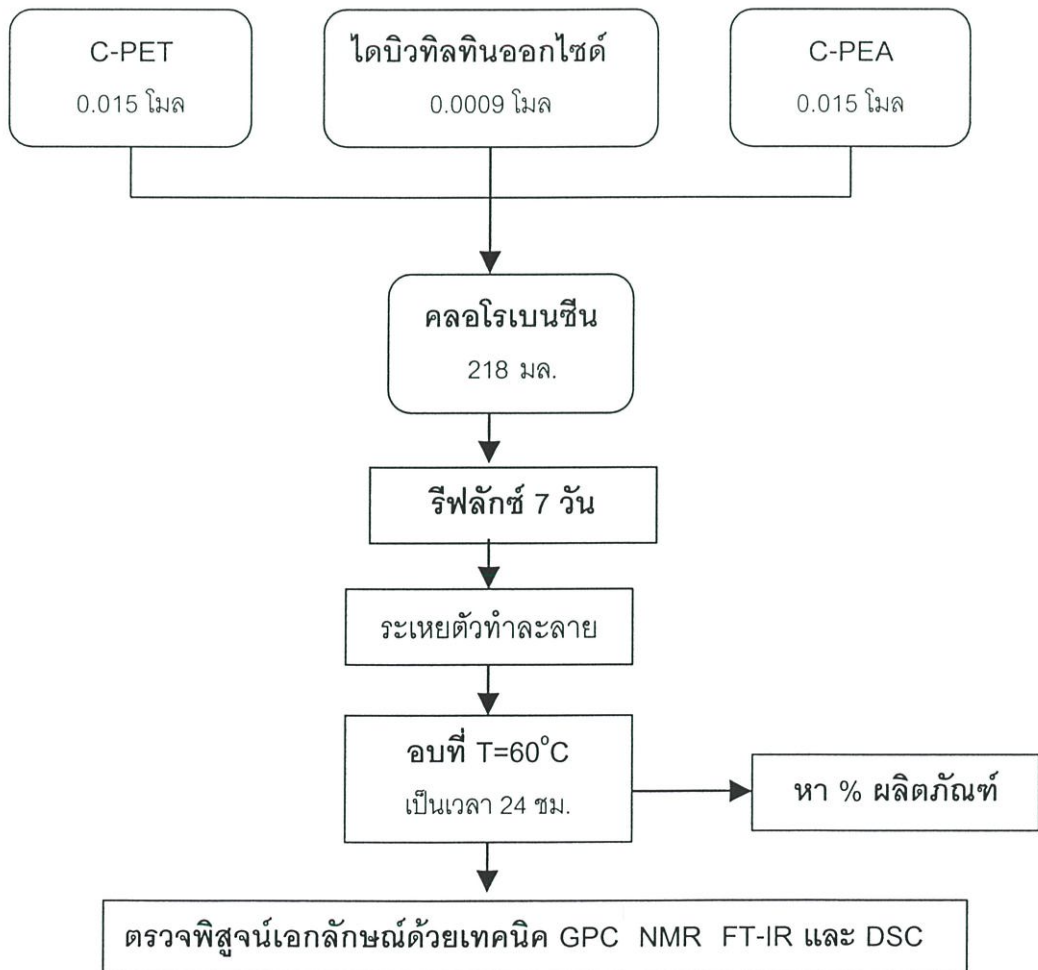 C-PET
0.015 โมล
ไดบิวทิลทินออกไซด์
0.0009 โมล
C-PEA
0.015 โมล
คลอโรเบนซีน
218 มล.
รีฟลักซ์ 7 วัน
ระเหยตัวทำละลาย
อบที่ T=60°C
เป็นเวลา 24 ชม.
หา % ผลิตภัณฑ์
ตรวจพิสูจน์เอกลักษณ์ด้วยเทคนิค GPC NMR FT-IR และ DSC